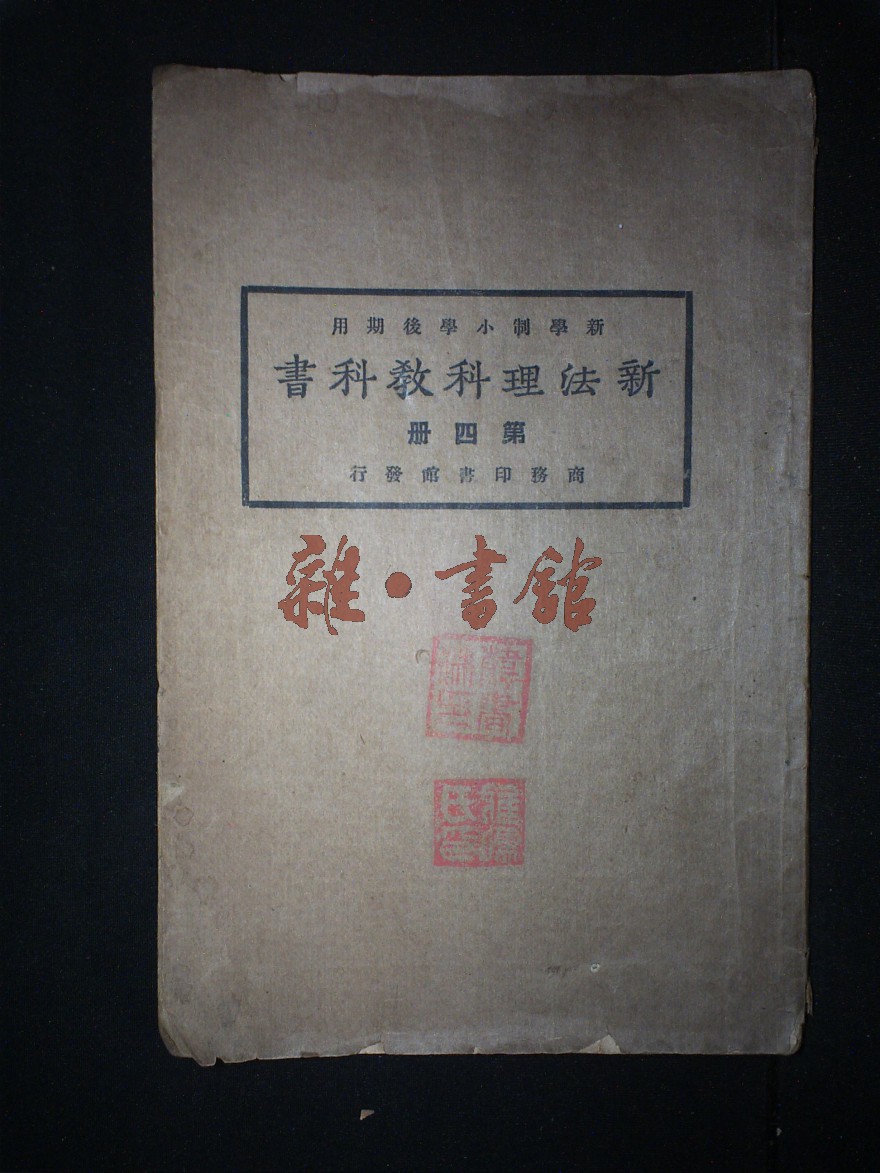 新學制小學後期用
新法理科教科書
第四册
商務印書館發行
雜·書館